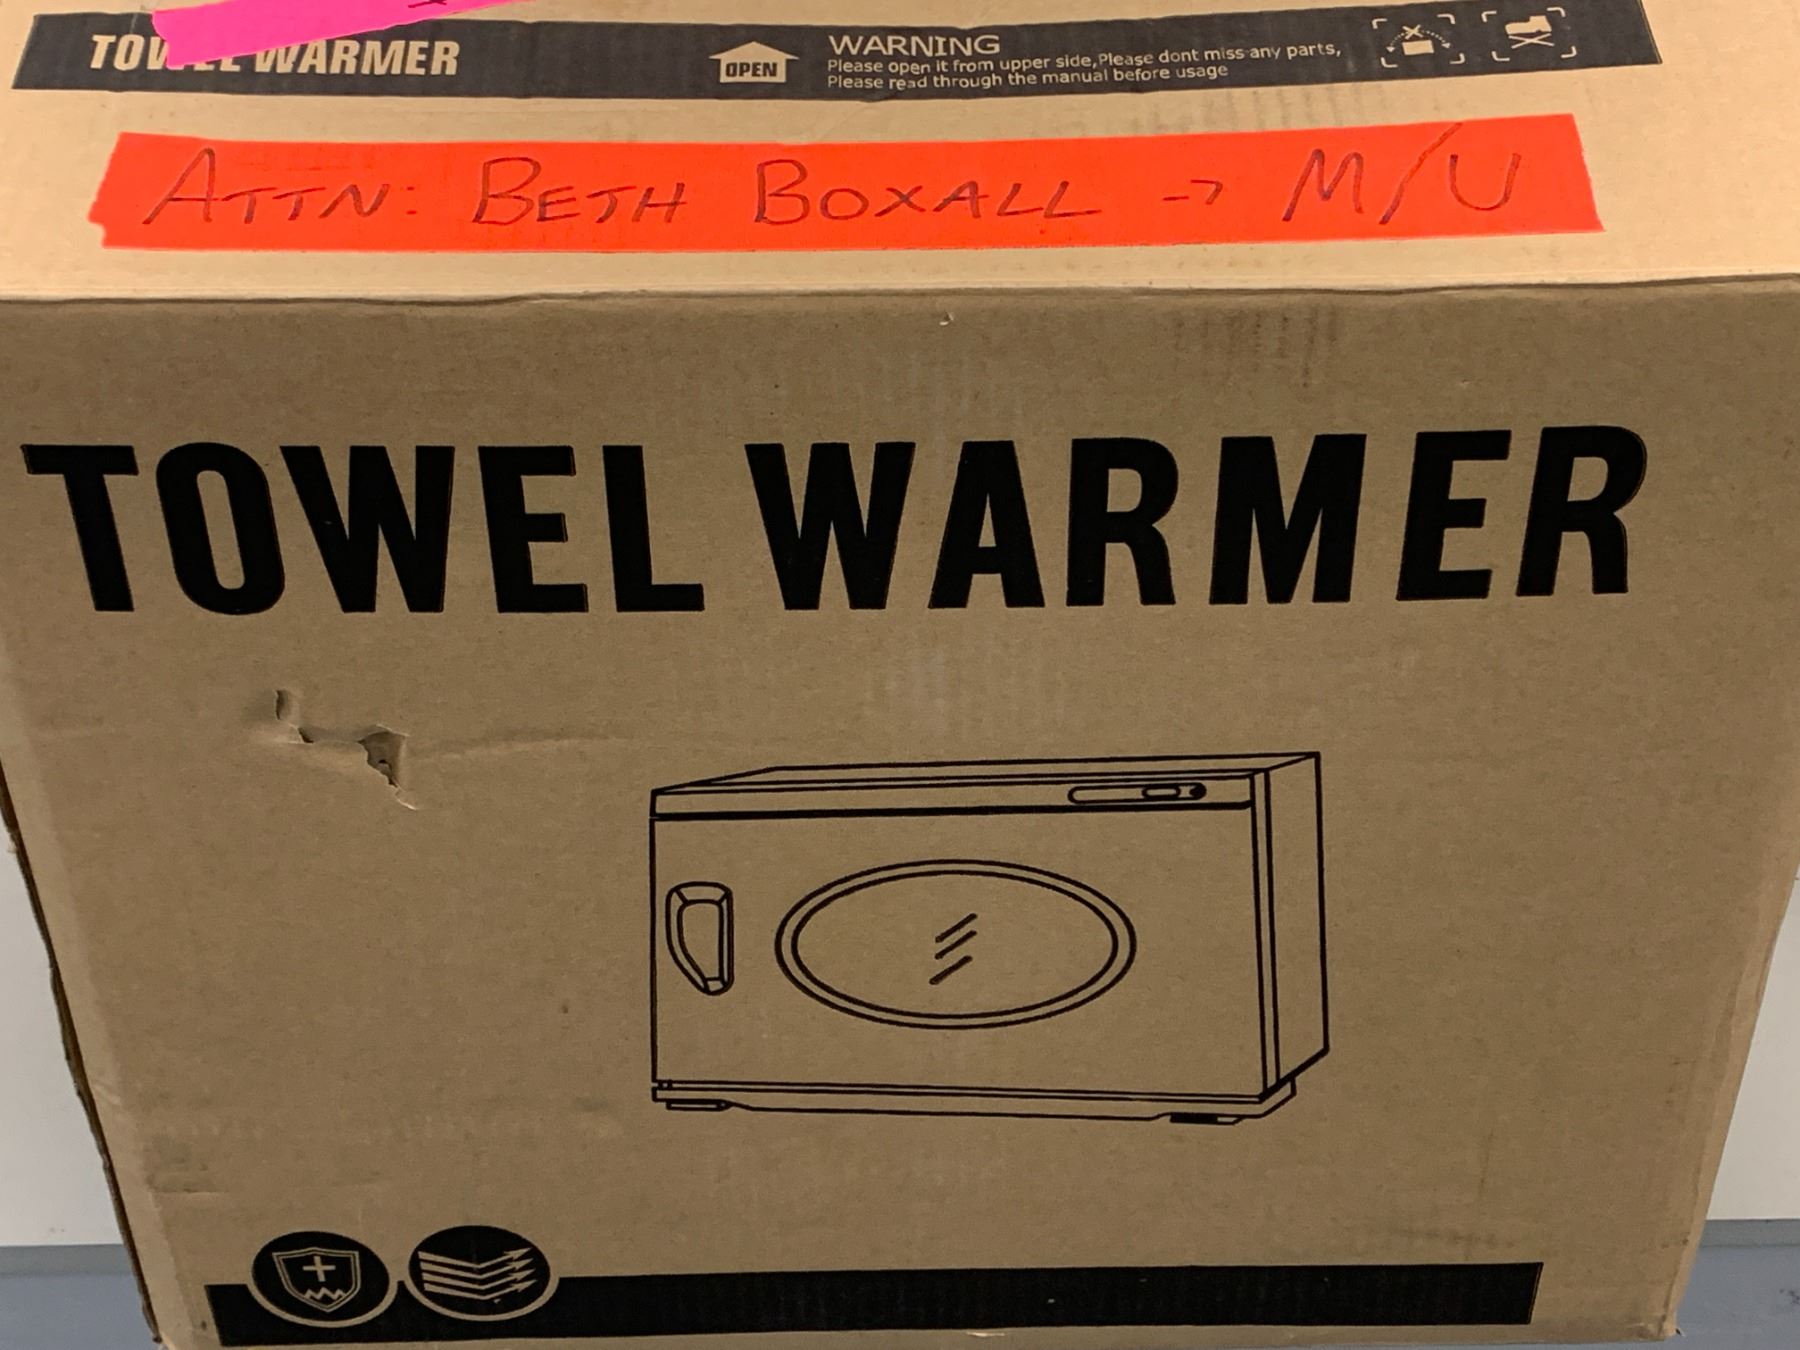 TOWEL WARMER
OPEN
WARNING
Please open it from upper side,Please dont miss any parts,
Please read through the manual before usage
ATTN: BETH BOXALL → M/U
TOWEL WARMER